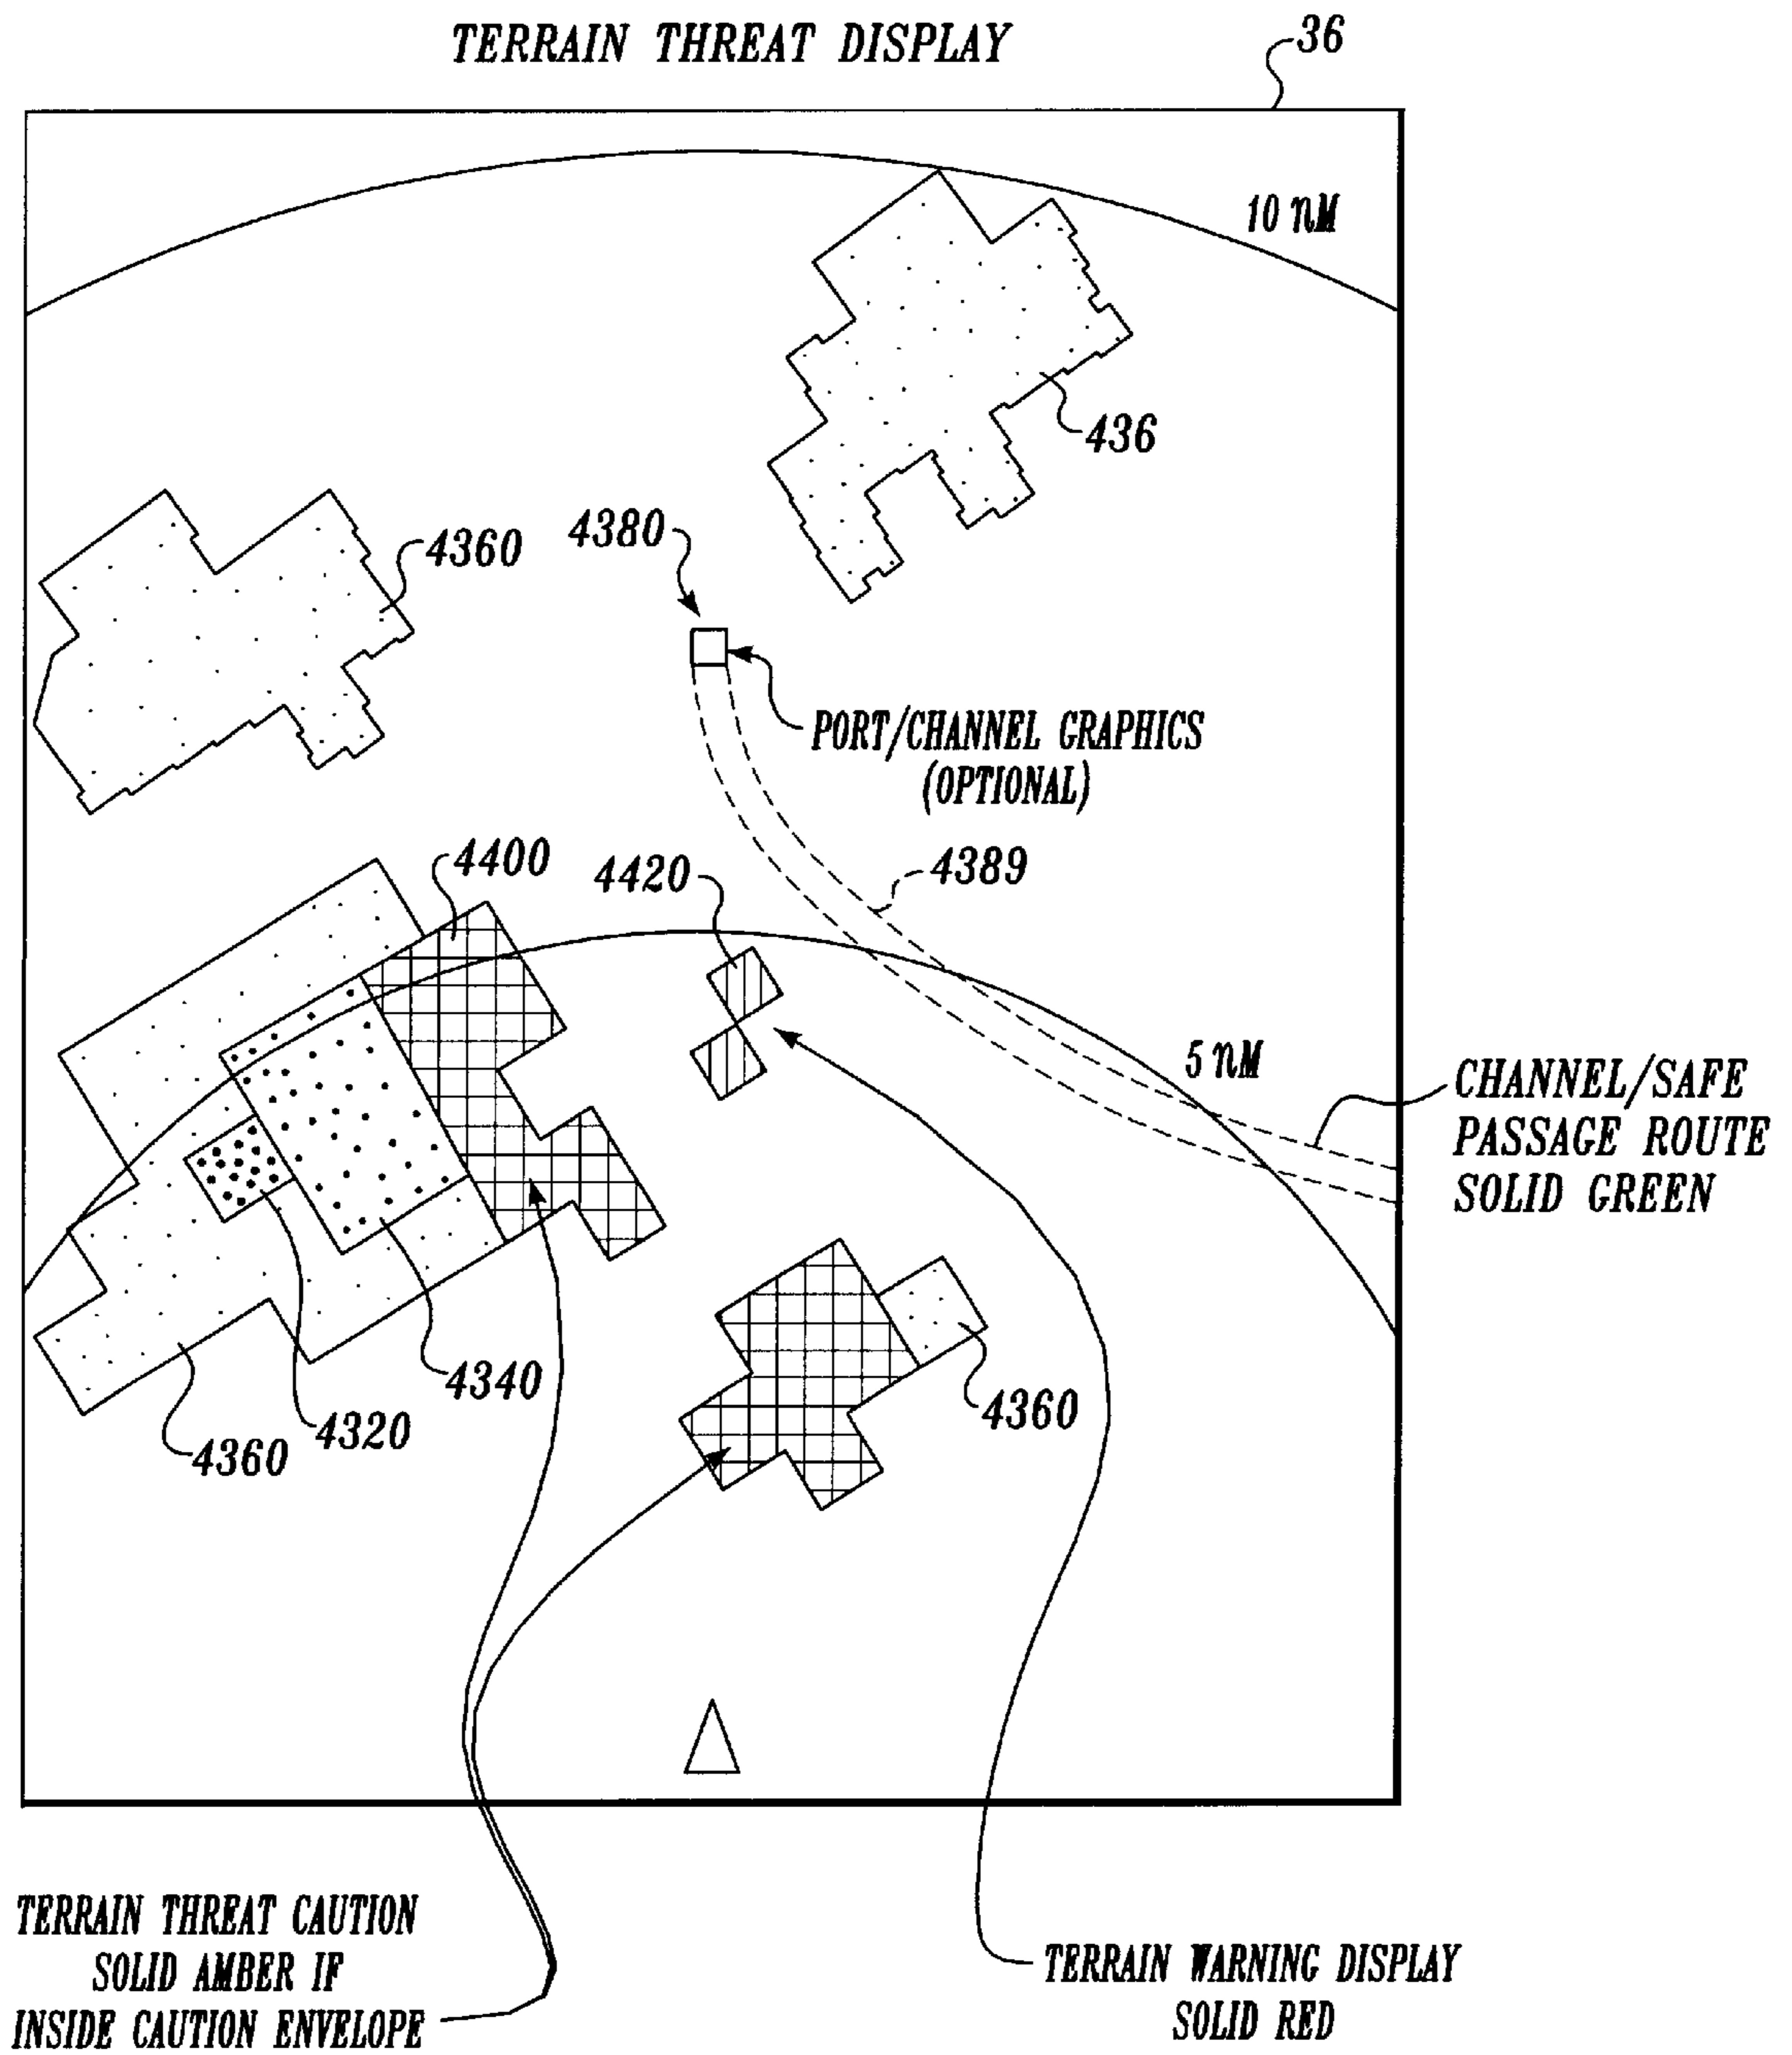 TERRAIN THREAT DISPLAY
36
10 nM
436
4360
4380
PORT/CHANNEL GRAPHICS
(OPTIONAL)
4400
4420
4389
5 nM
CHANNEL/SAFE
PASSAGE ROUTE
SOLID GREEN
4340
4320
4360
4360
TERRAIN THREAT CAUTION
SOLID AMBER IF
INSIDE CAUTION ENVELOPE
TERRAIN WARNING DISPLAY
SOLID RED